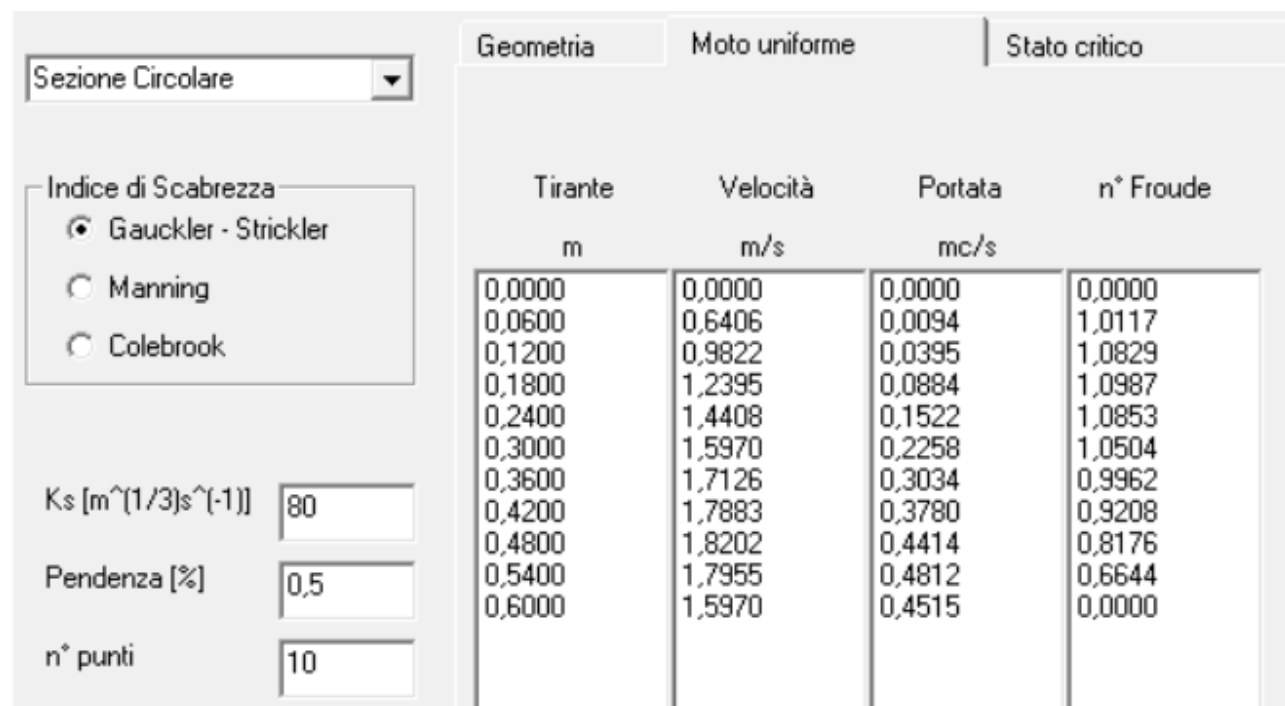 Geometria Moto uniforme Stato critico
Sezione Circolare
Indice di Scabrezza
Gauckler - Strickler
Manning
Colebrook
Ks [m^(1/3)s^(-1)] 80
Pendenza [%] 0,5
n° punti 10
Tirante Velocità Portata n° Froude
m m/s mc/s
0,0000 0,0000 0,0000 0,0000
0,0600 0,6406 0,0094 1,0117
0,1200 0,9822 0,0395 1,0829
0,1800 1,2395 0,0884 1,0987
0,2400 1,4408 0,1522 1,0853
0,3000 1,5970 0,2258 1,0504
0,3600 1,7126 0,3034 0,9962
0,4200 1,7883 0,3780 0,9208
0,4800 1,8202 0,4414 0,8176
0,5400 1,7955 0,4812 0,6644
0,6000 1,5970 0,4515 0,0000